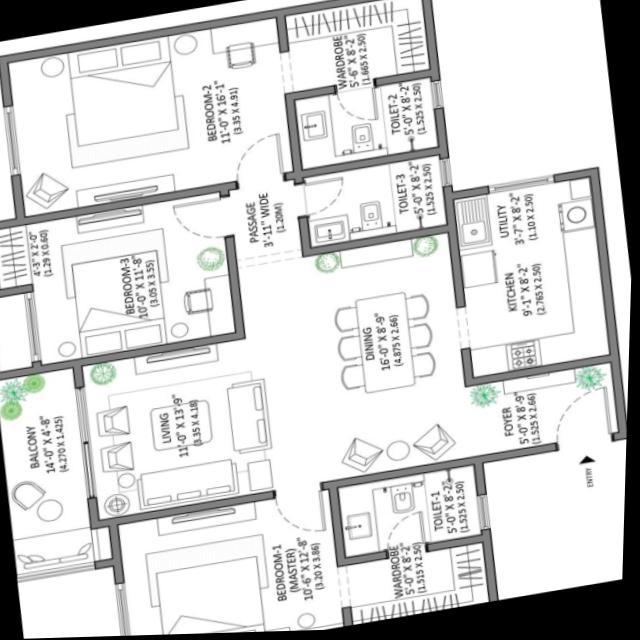 BEDROOM-2
11'-0" X 16'-1"
(3.35 X 4.91)
WARDROBE
5'-6" X 8'-2"
(1.665 X 2.50)
TOILET-2
5'-0" X 8'-2"
(1.525 X 2.50)
TOILET-3
5'-0" X 8'-2"
(1.525 X 2.50)
PASSAGE
3'-11" WIDE
(1.20M)
UTILITY
3'-7" X 8'-2"
(1.10 X 2.50)
KITCHEN
9'-1" X 8'-2"
(2.765 X 2.50)
4'-3" X 2'-0"
(1.29 X 0.60)
BEDROOM-3
10'-0" X 11'-8"
(3.05 X 3.55)
DINING
16'-0" X 8'-9"
(4.875 X 2.66)
LIVING
11'-0" X 13'-9"
(3.35 X 4.18)
FOYER
5'-0" X 8'-9"
(1.525 X 2.66)
BALCONY
14'-0" X 4'-8"
(4.270 X 1.425)
ENTRY
TOILET-1
5'-0" X 8'-2"
(1.525 X 2.50)
BEDROOM-1
(MASTER)
10'-6" X 12'-8"
(3.20 X 3.86)
WARDROBE
5'-0" X 8'-2"
(1.515 X 2.50)